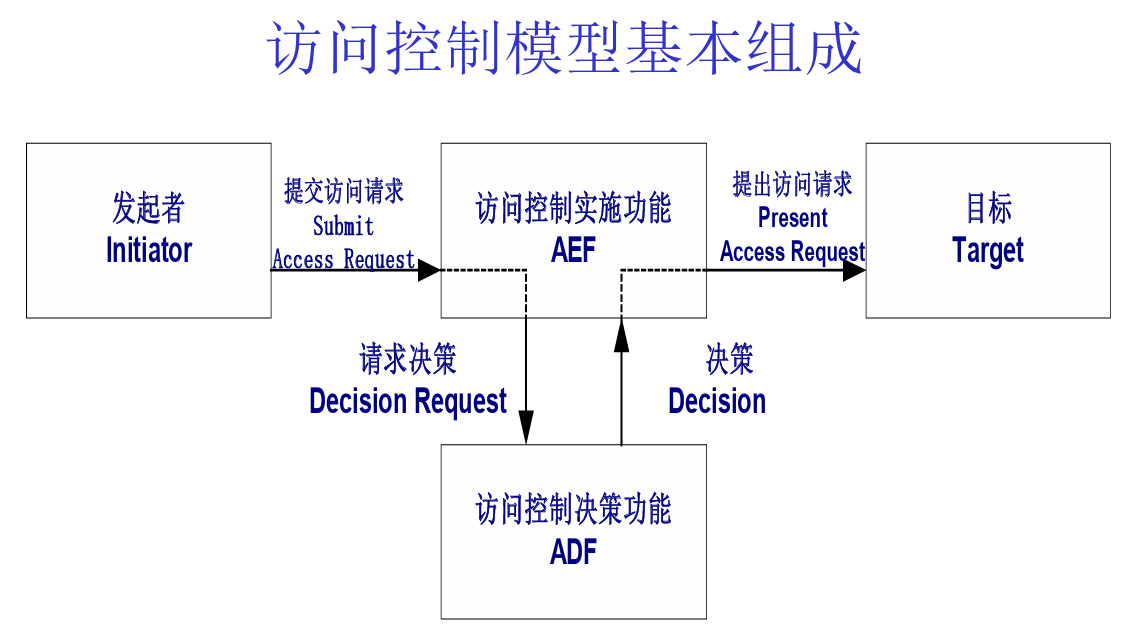 访问控制模型基本组成
发起者
Initiator
提交访问请求
Submit
Access Request
访问控制实施功能
AEF
提出访问请求
Present
Access Request
目标
Target
请求决策
Decision Request
决策
Decision
访问控制决策功能
ADF